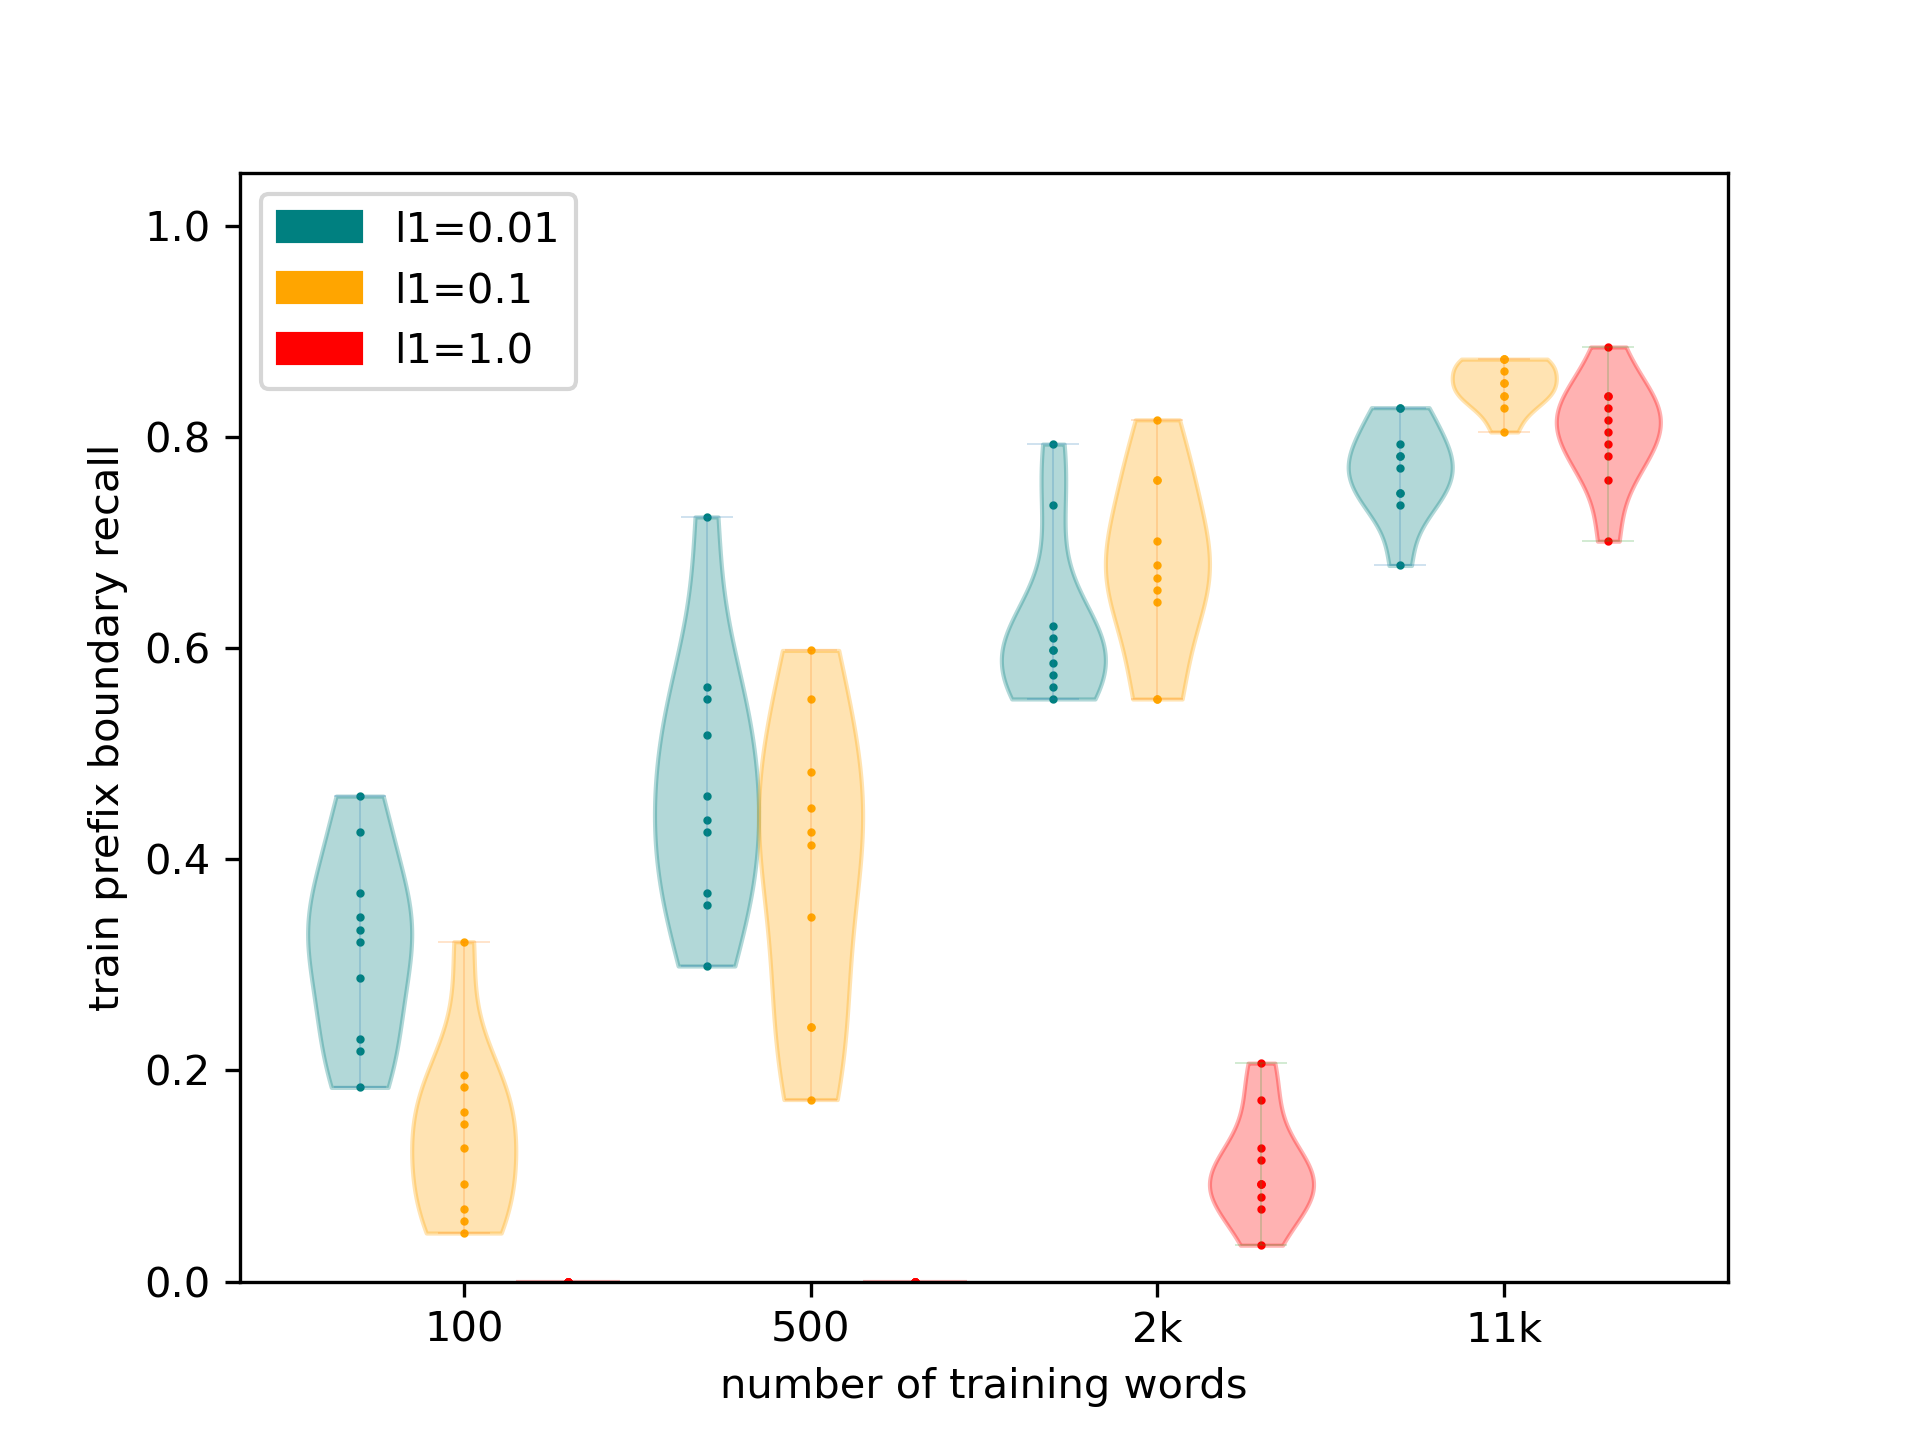 l1=0.01
l1=0.1
l1=1.0
train prefix boundary recall
1.0
0.8
0.6
0.4
0.2
0.0
100 500 2k 11k
number of training words